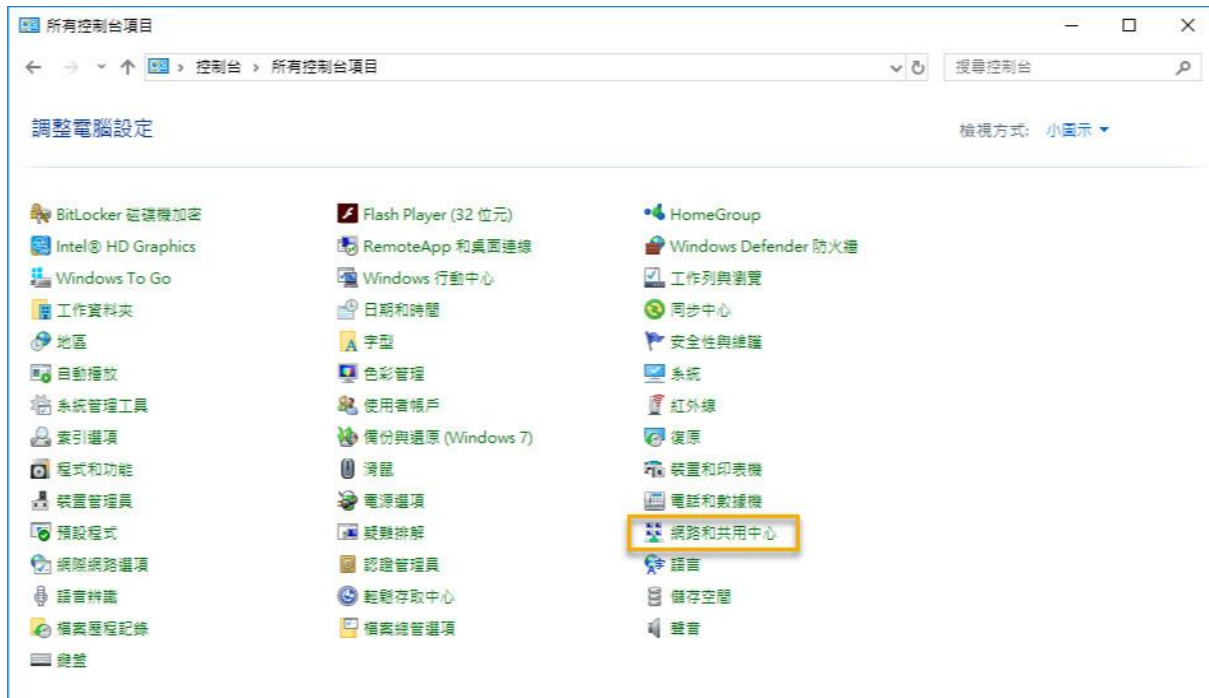 所有控制台項目
控制台 › 所有控制台項目
搜尋控制台
調整電腦設定
檢視方式: 小圖示
BitLocker 磁碟機加密 Flash Player (32 位元) HomeGroup
Intel® HD Graphics RemoteApp 和桌面連線 Windows Defender 防火牆
Windows To Go Windows 行動中心 工作列與瀏覽
工作資料夾 日期和時間 同步中心
地區 字型 安全性與維護
自動播放 色彩管理 系統
系統管理工具 使用者帳戶 紅外線
索引選項 備份與還原 (Windows 7) 復原
程式和功能 滑鼠 裝置和印表機
裝置管理員 電源選項 電話和數據機
預設程式 疑難排解 網路和共用中心
網際網路選項 認證管理員 語言
語音辨識 輕鬆存取中心 儲存空間
檔案歷程記錄 檔案總管選項 聲音
鍵盤